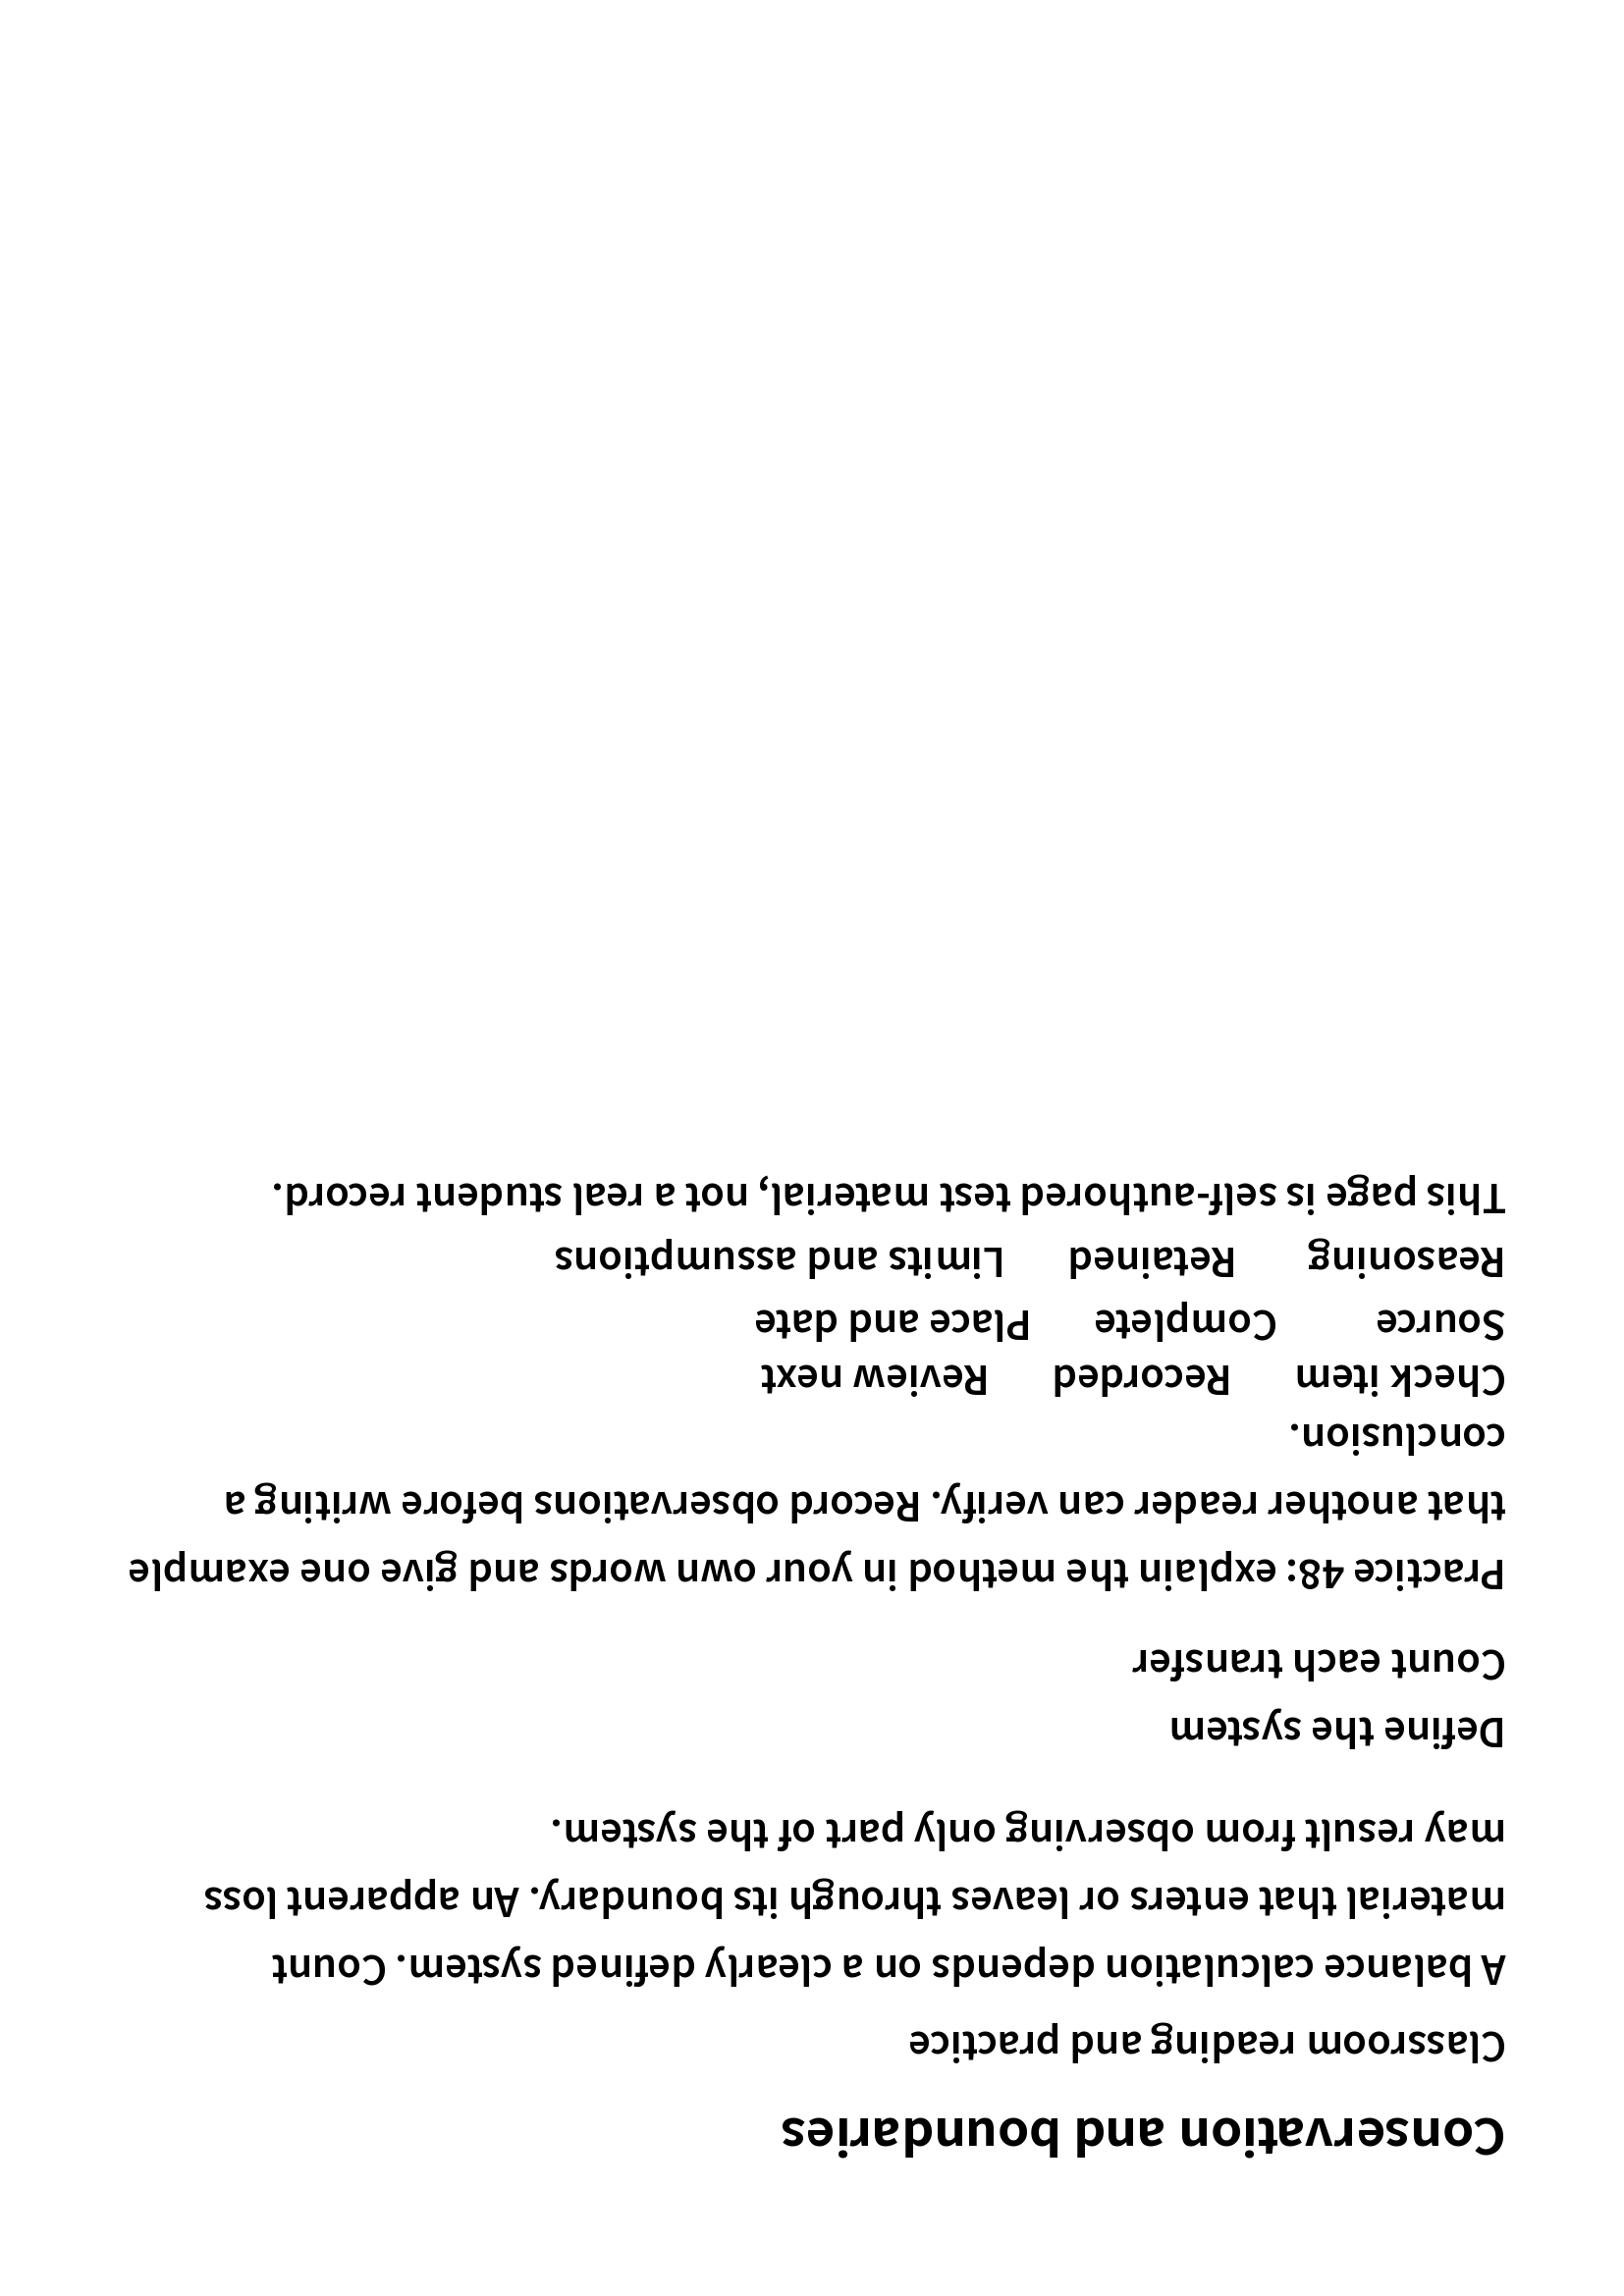 Conservation and boundaries
Classroom reading and practice
A balance calculation depends on a clearly defined system. Count
material that enters or leaves through its boundary. An apparent loss
may result from observing only part of the system.
Define the system
Count each transfer
Practice 48: explain the method in your own words and give one example
that another reader can verify. Record observations before writing a
conclusion.
Check item Recorded Review next
Source Complete Place and date
Reasoning Retained Limits and assumptions
This page is self-authored test material, not a real student record.